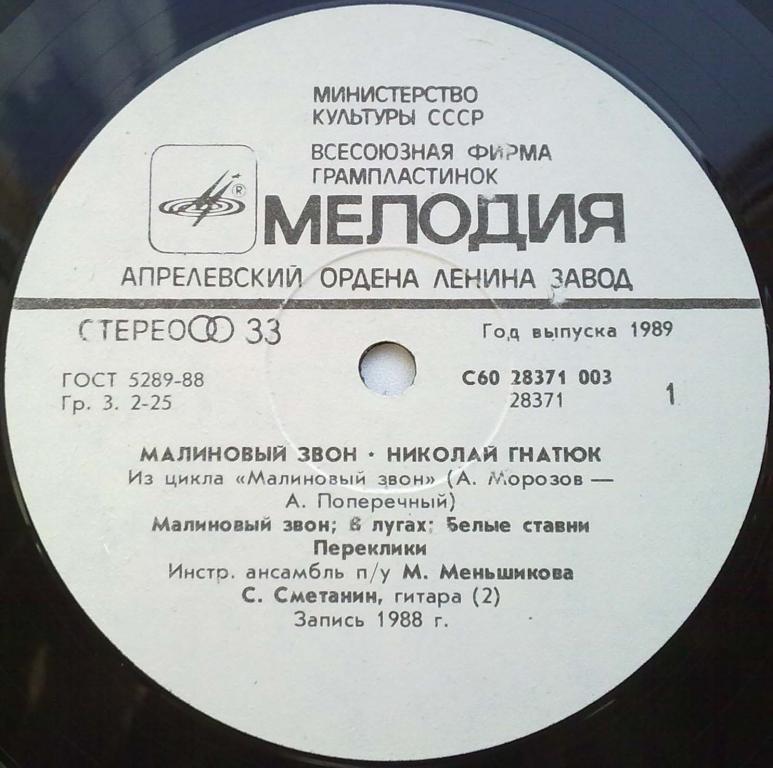 МИНИСТЕРСТВО
КУЛЬТУРЫ СССР
ВСЕСОЮЗНАЯ ФИРМА
ГРАМПЛАСТИНОК
®
МЕЛОДИЯ
АПРЕЛЕВСКИЙ ОРДЕНА ЛЕНИНА ЗАВОД
СТЕРЕО 33 Год выпуска 1989
ГОСТ 5289-88 С60 28371 003
Гр. 3. 2-25 28371 1
МАЛИНОВЫЙ ЗВОН · НИКОЛАЙ ГНАТЮК
Из цикла «Малиновый звон» (А. Морозов —
А. Поперечный)
Малиновый звон; В лугах; Белые ставни
Переклики
Инстр. ансамбль п/у М. Меньшикова
С. Сметанин, гитара (2)
Запись 1988 г.